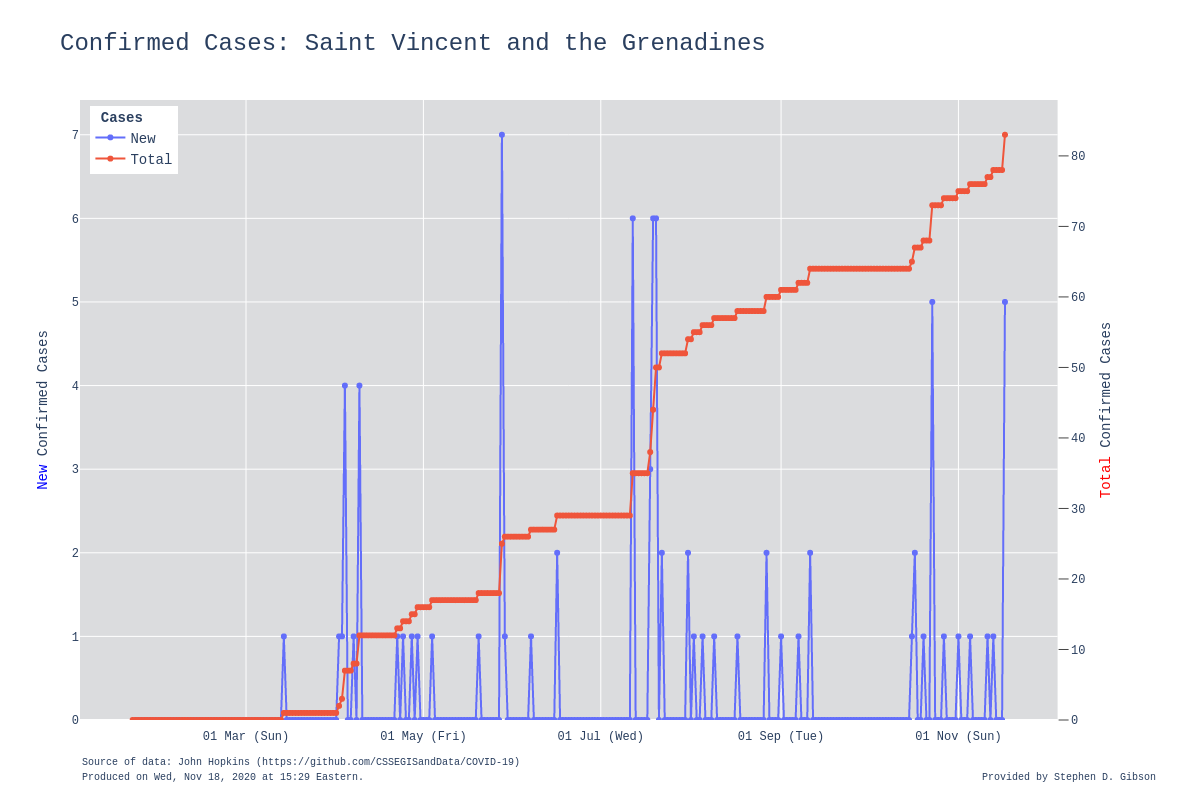 Confirmed Cases: Saint Vincent and the Grenadines
Cases
New
Total
7
6
5
4
3
2
1
0
80
70
60
50
40
30
20
10
0
New Confirmed Cases
Total Confirmed Cases
01 Mar (Sun)
01 May (Fri)
01 Jul (Wed)
01 Sep (Tue)
01 Nov (Sun)
Source of data: John Hopkins (https://github.com/CSSEGISandData/COVID-19)
Produced on Wed, Nov 18, 2020 at 15:29 Eastern.
Provided by Stephen D. Gibson